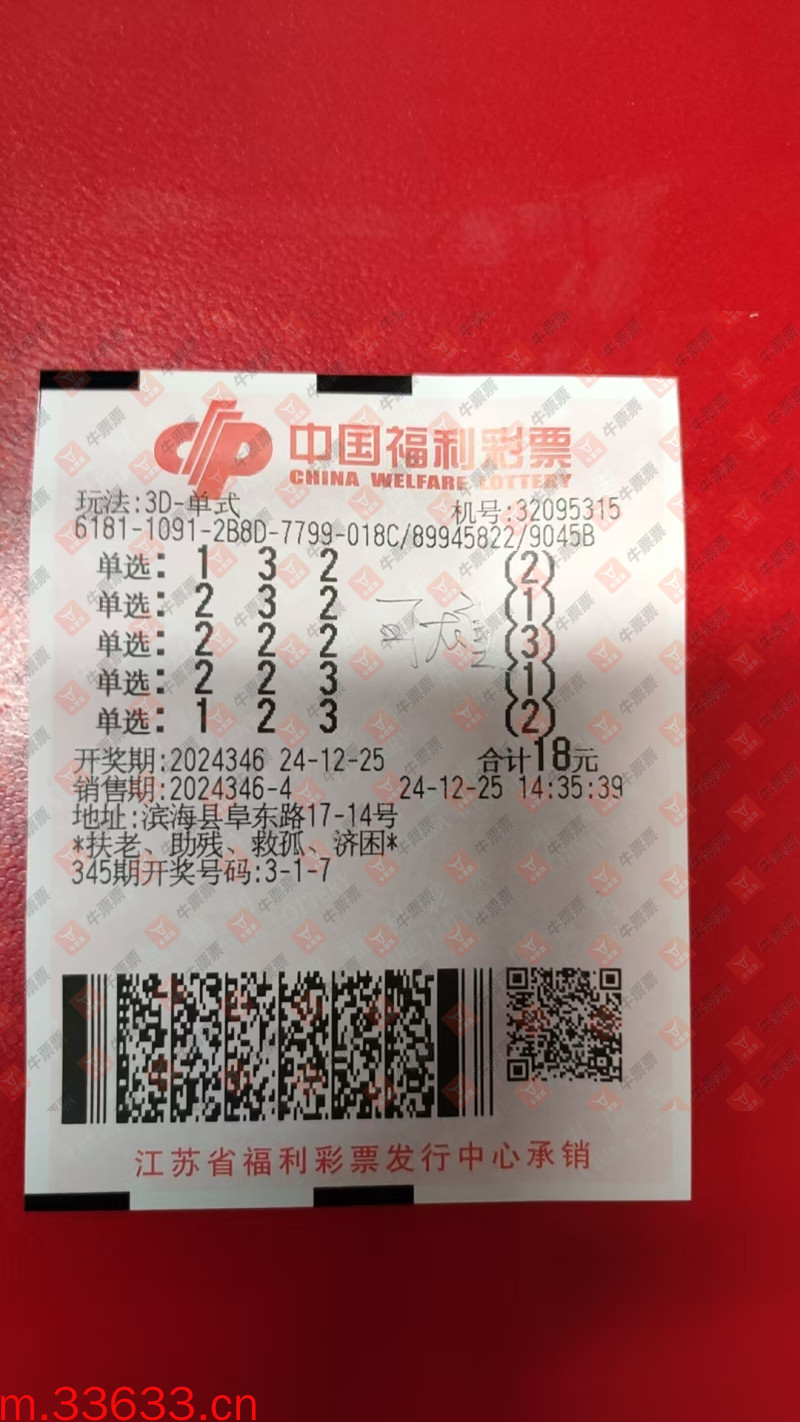 中国福利彩票
CHINA WELFARE LOTTERY
玩法:3D-单式 机号:32095315
6181-1091-2B8D-7799-018C/89945822/9045B
单选: 1 3 2 (2)
单选: 2 3 2 (1)
单选: 2 2 2 (3)
单选: 2 2 3 (1)
单选: 1 2 3 (2)
开奖期:2024346 24-12-25 合计18元
销售期:2024346-4 24-12-25 14:35:39
地址:滨海县阜东路17-14号
*扶老、助残、救孤、济困*
345期开奖号码:3-1-7
江苏省福利彩票发行中心承销
牛票票
m.33633.cn